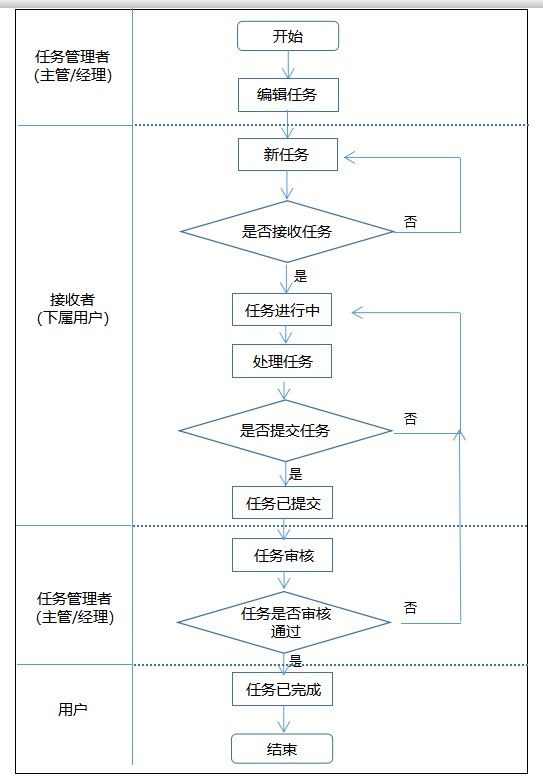 开始
任务管理者
(主管/经理)
编辑任务
新任务
是否接收任务
否
是
接收者
(下属用户)
任务进行中
处理任务
是否提交任务
否
是
任务已提交
任务审核
任务管理者
(主管/经理)
任务是否审核
通过
否
是
任务已完成
用户
结束